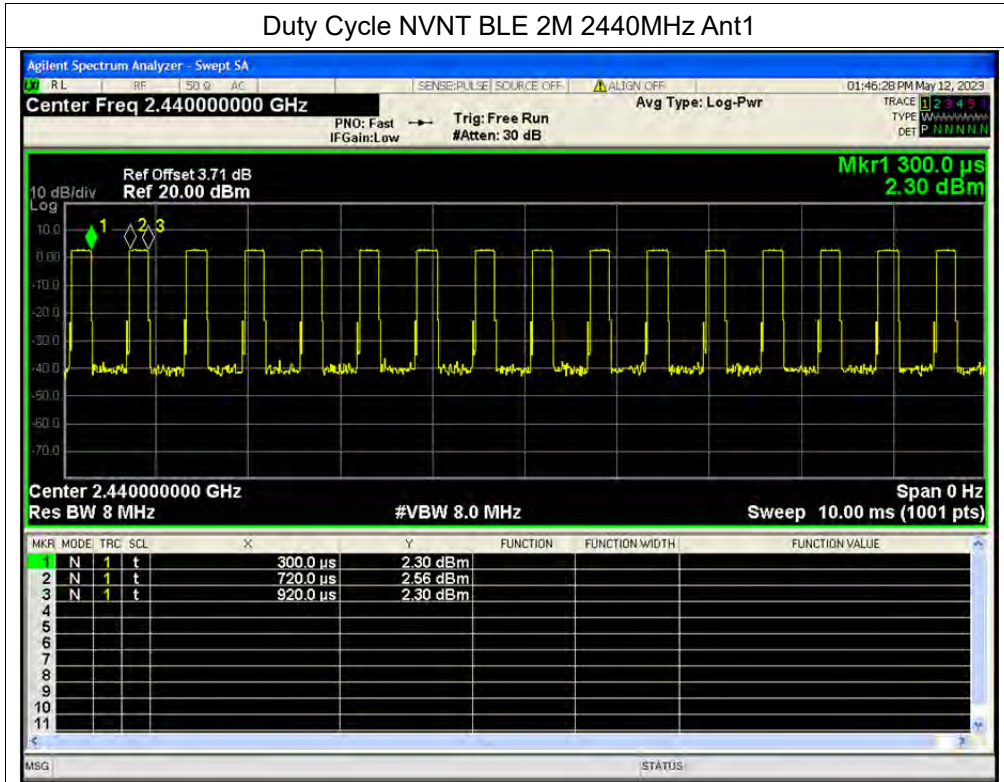 Duty Cycle NVNT BLE 2M 2440MHz Ant1
Agilent Spectrum Analyzer - Swept SA
RL RF 50 Ω AC SENSE:PULSE SOURCE OFF ALIGN OFF 01:46:28 PM May 12, 2023
Center Freq 2.440000000 GHz Avg Type: Log-Pwr TRACE 1 2 3 4 5
PNO: Fast Trig: Free Run TYPE W
IFGain:Low #Atten: 30 dB DET P N N N N N
Mkr1 300.0 µs
Ref Offset 3.71 dB
10 dB/div Ref 20.00 dBm 2.30 dBm
Log
1 2 3
10.0
0.00
-10.0
-20.0
-30.0
-40.0
-50.0
-60.0
-70.0
Center 2.440000000 GHz Span 0 Hz
Res BW 8 MHz #VBW 8.0 MHz Sweep 10.00 ms (1001 pts)
MKR MODE TRC SCL X Y FUNCTION FUNCTION WIDTH FUNCTION VALUE
1 N 1 t 300.0 µs 2.30 dBm
2 N 1 t 720.0 µs 2.56 dBm
3 N 1 t 920.0 µs 2.30 dBm
4
5
6
7
8
9
10
11
MSG STATUS